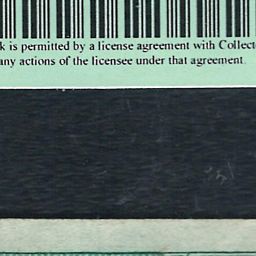 k is permitted by a license agreement with Collect
any actions of the licensee under that agreement.